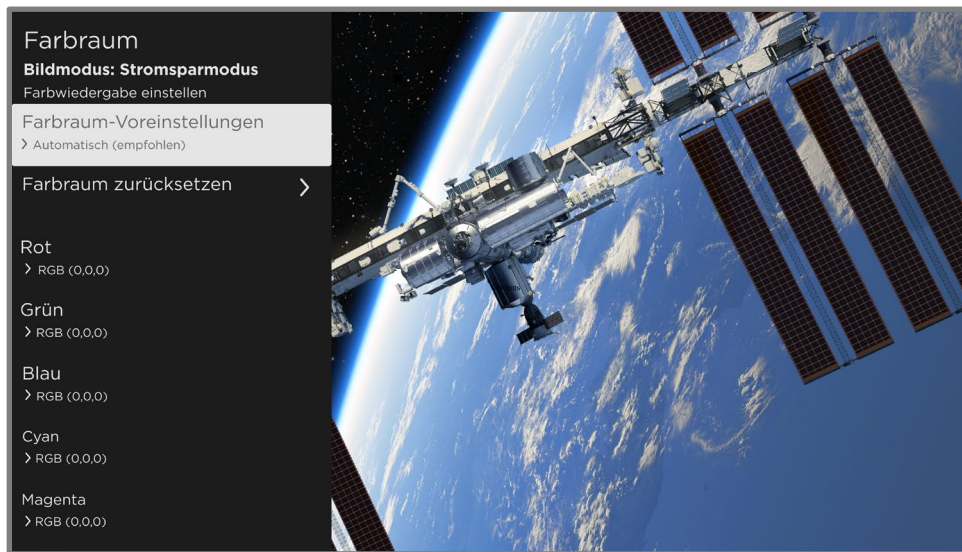 Farbraum
Bildmodus: Stromsparmodus
Farbwiedergabe einstellen
Farbraum-Voreinstellungen
Automatisch (empfohlen)
Farbraum zurücksetzen
Rot
RGB (0,0,0)
Grün
RGB (0,0,0)
Blau
RGB (0,0,0)
Cyan
RGB (0,0,0)
Magenta
RGB (0,0,0)